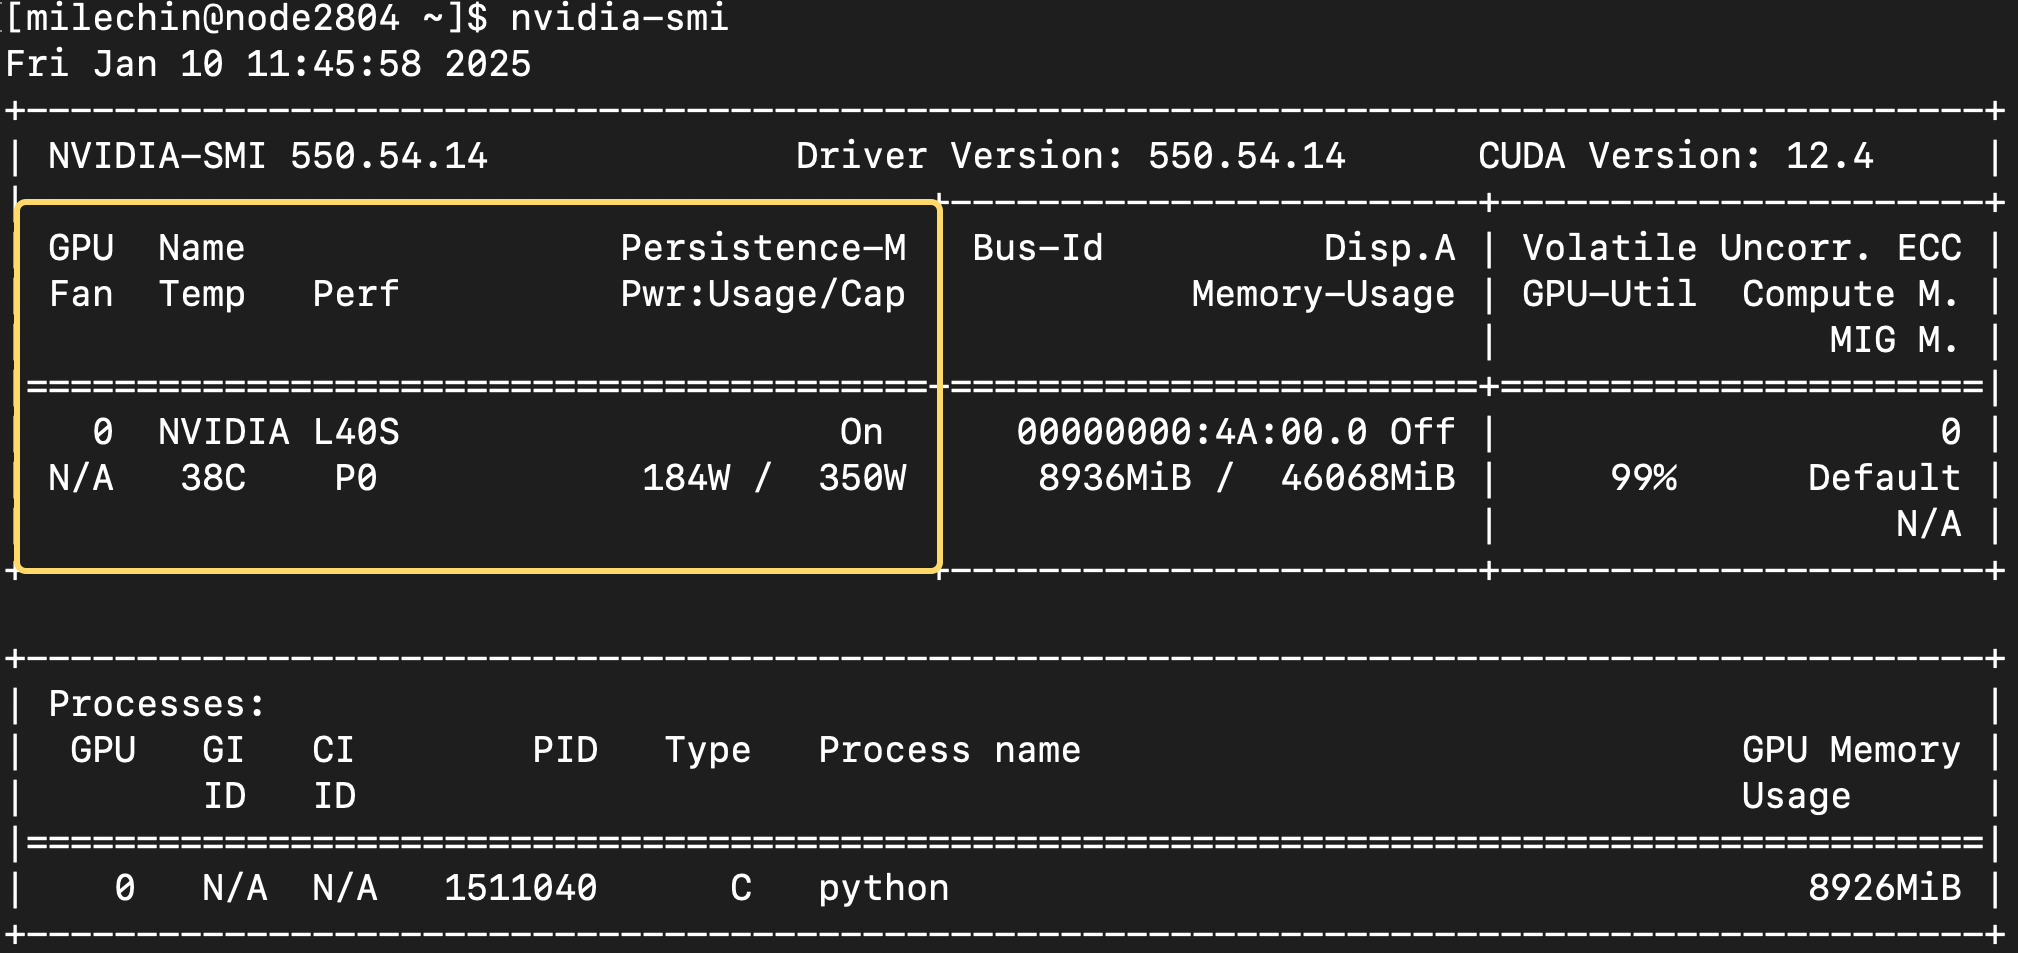 [milechin@node2804 ~]$ nvidia-smi
Fri Jan 10 11:45:58 2025
+-----------------------------------------------------------------------------------------+
| NVIDIA-SMI 550.54.14              Driver Version: 550.54.14      CUDA Version: 12.4     |
|-----------------------------------------+------------------------+----------------------+
| GPU  Name                 Persistence-M | Bus-Id          Disp.A | Volatile Uncorr. ECC |
| Fan  Temp   Perf          Pwr:Usage/Cap |           Memory-Usage | GPU-Util  Compute M. |
|                                         |                        |               MIG M. |
|=========================================+========================+======================|
|   0  NVIDIA L40S                    On  |   00000000:4A:00.0 Off |                    0 |
| N/A   38C    P0            184W /  350W |    8936MiB /  46068MiB |     99%      Default |
|                                         |                        |                  N/A |
+-----------------------------------------+------------------------+----------------------+

+-----------------------------------------------------------------------------------------+
| Processes:                                                                              |
|  GPU   GI   CI        PID   Type   Process name                              GPU Memory |
|        ID   ID                                                               Usage      |
|=========================================================================================|
|    0   N/A  N/A   1511040      C   python                                       8926MiB |
+-----------------------------------------------------------------------------------------+